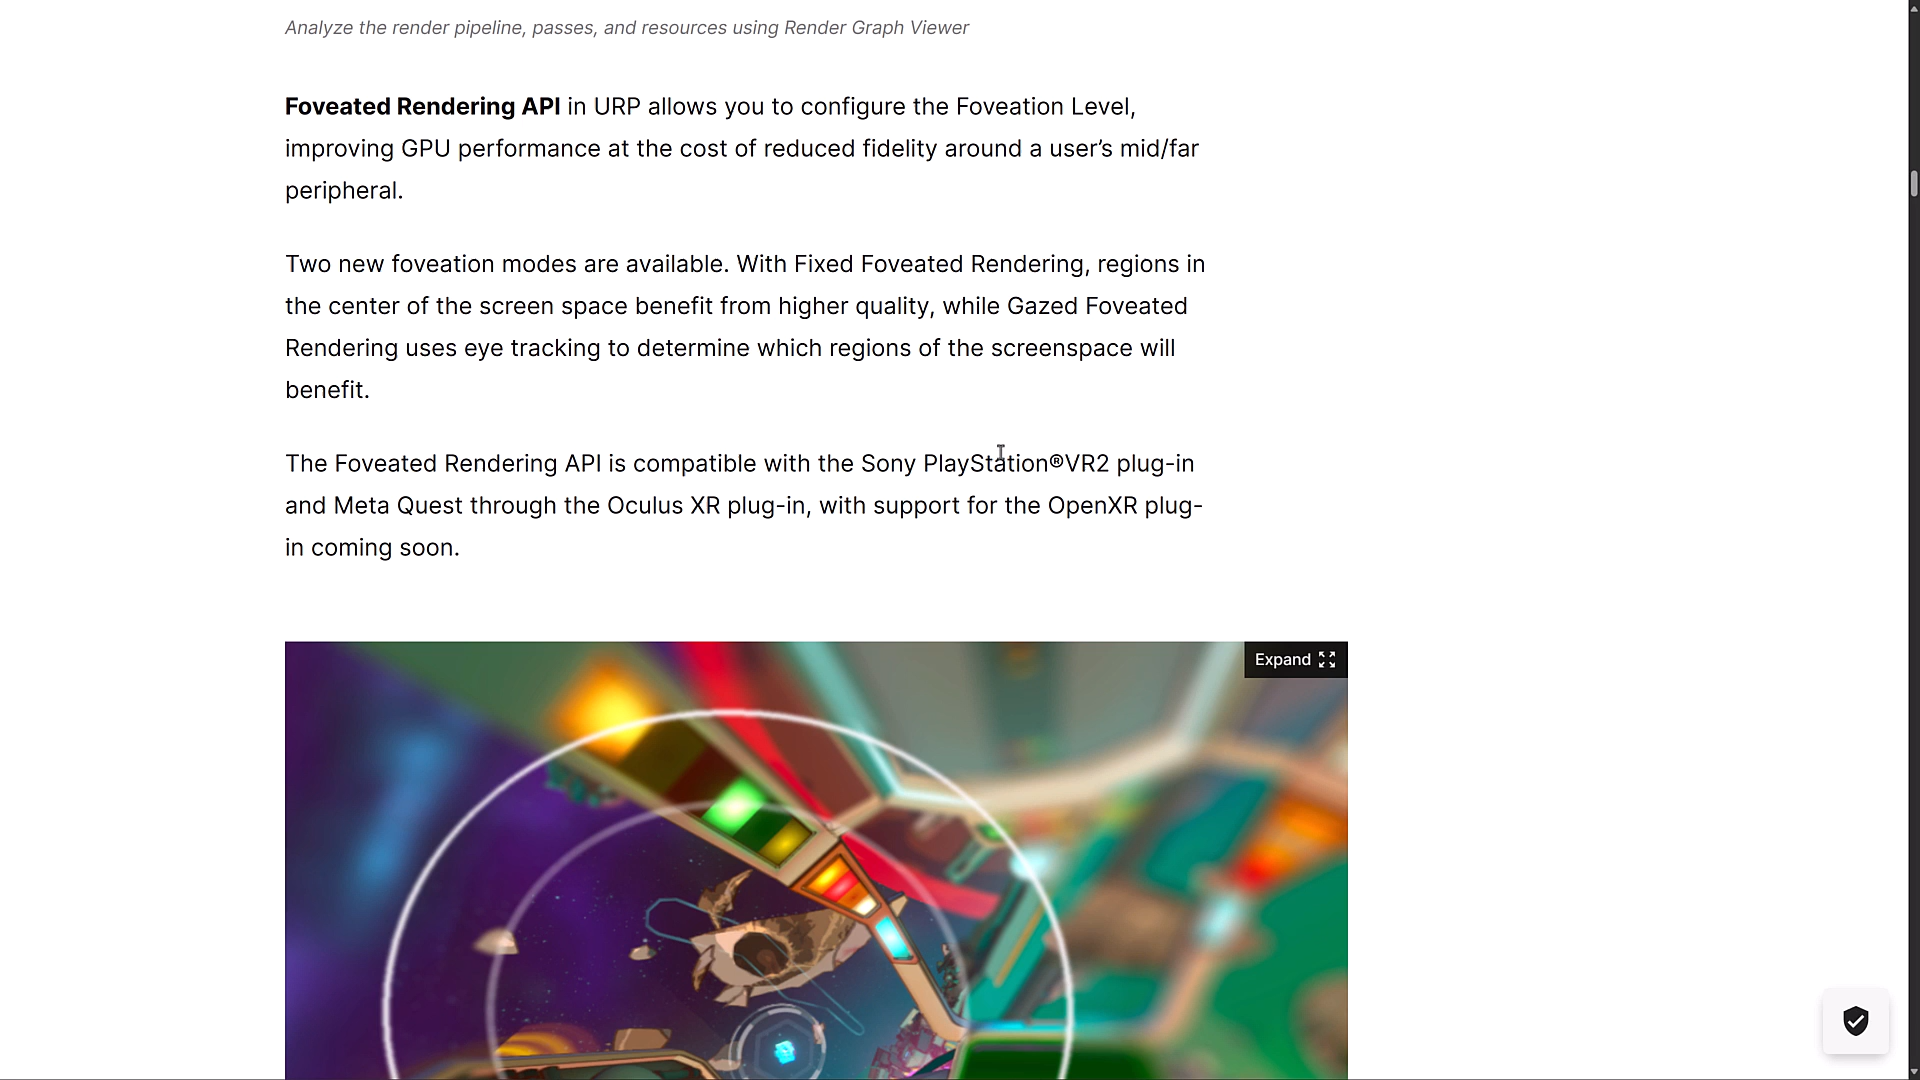 Analyze the render pipeline, passes, and resources using Render Graph Viewer
Foveated Rendering API in URP allows you to configure the Foveation Level,
improving GPU performance at the cost of reduced fidelity around a user’s mid/far
peripheral.
Two new foveation modes are available. With Fixed Foveated Rendering, regions in
the center of the screen space benefit from higher quality, while Gazed Foveated
Rendering uses eye tracking to determine which regions of the screenspace will
benefit.
The Foveated Rendering API is compatible with the Sony PlayStation®VR2 plug-in
and Meta Quest through the Oculus XR plug-in, with support for the OpenXR plug-
in coming soon.
Expand